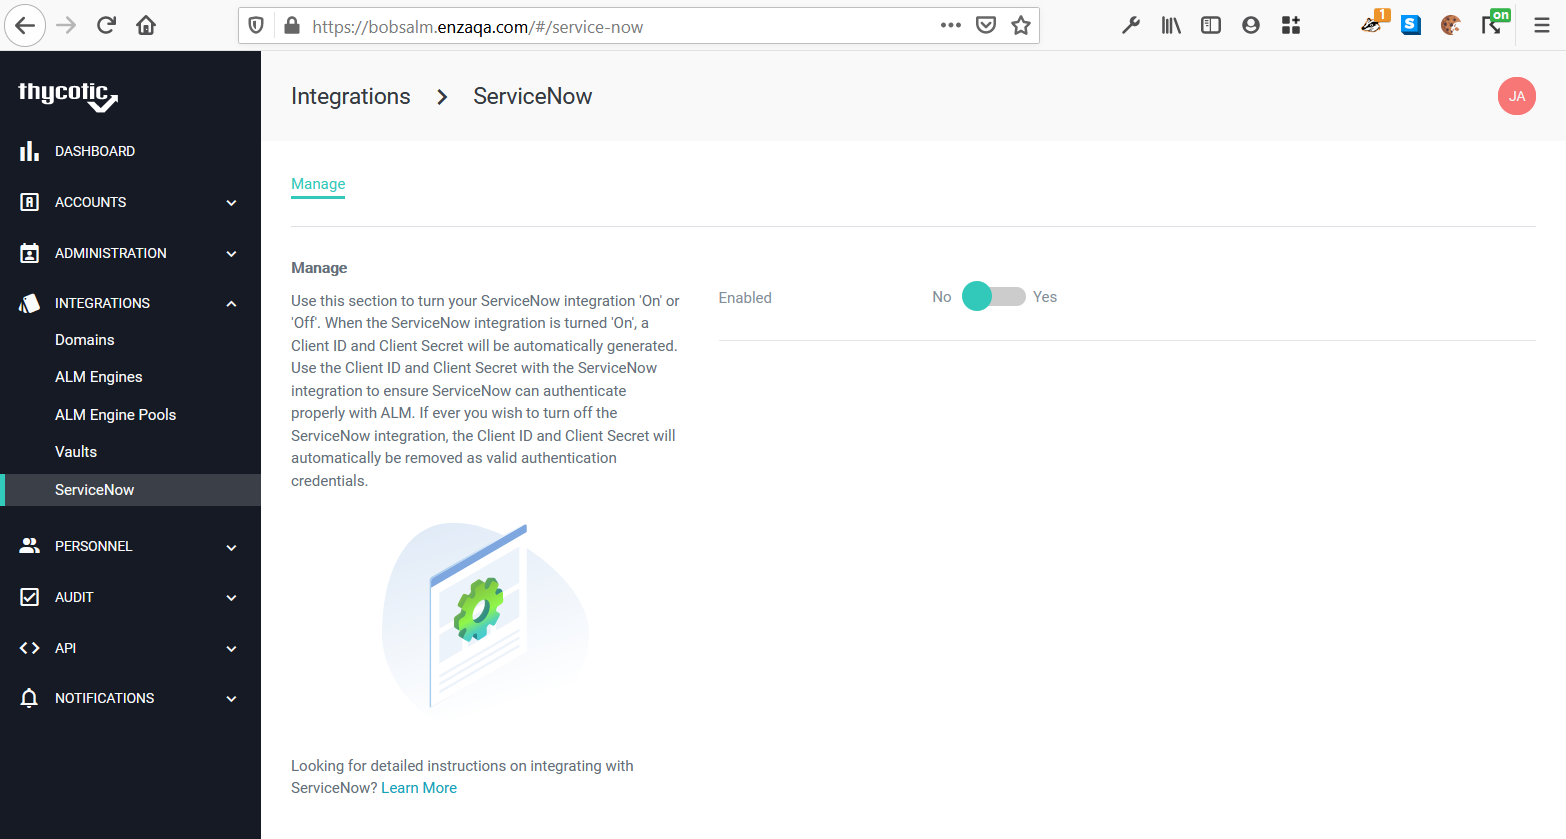 https://bobsalm.enzaqa.com/#/service-now
1
S
on
thycotic
Integrations > ServiceNow
JA
DASHBOARD
ACCOUNTS
ADMINISTRATION
INTEGRATIONS
Domains
ALM Engines
ALM Engine Pools
Vaults
ServiceNow
PERSONNEL
AUDIT
API
NOTIFICATIONS
Manage
Manage
Use this section to turn your ServiceNow integration 'On' or
'Off'. When the ServiceNow integration is turned 'On', a
Client ID and Client Secret will be automatically generated.
Use the Client ID and Client Secret with the ServiceNow
integration to ensure ServiceNow can authenticate
properly with ALM. If ever you wish to turn off the
ServiceNow integration, the Client ID and Client Secret will
automatically be removed as valid authentication
credentials.
Enabled No Yes
Looking for detailed instructions on integrating with
ServiceNow? Learn More